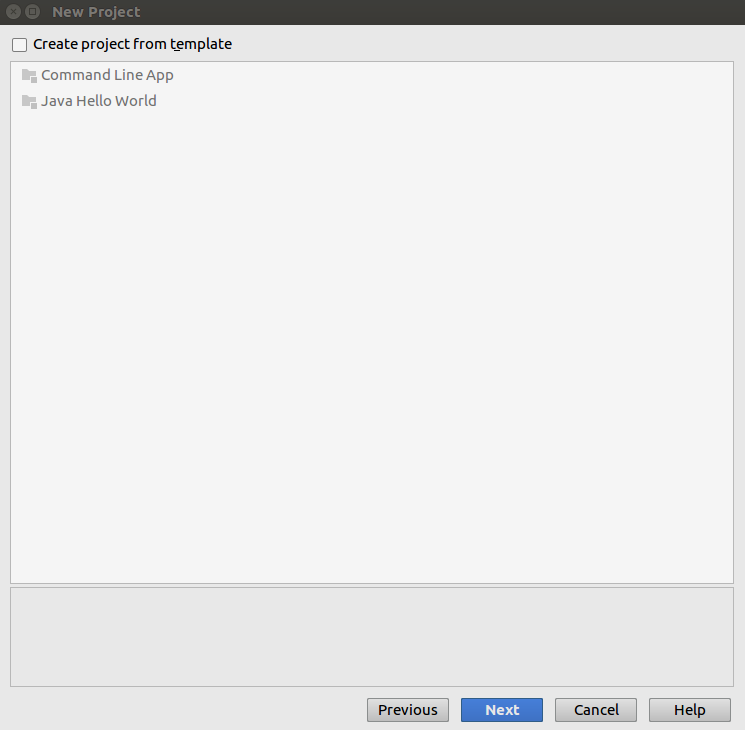 New Project
Create project from template
Command Line App
Java Hello World
Previous Next Cancel Help